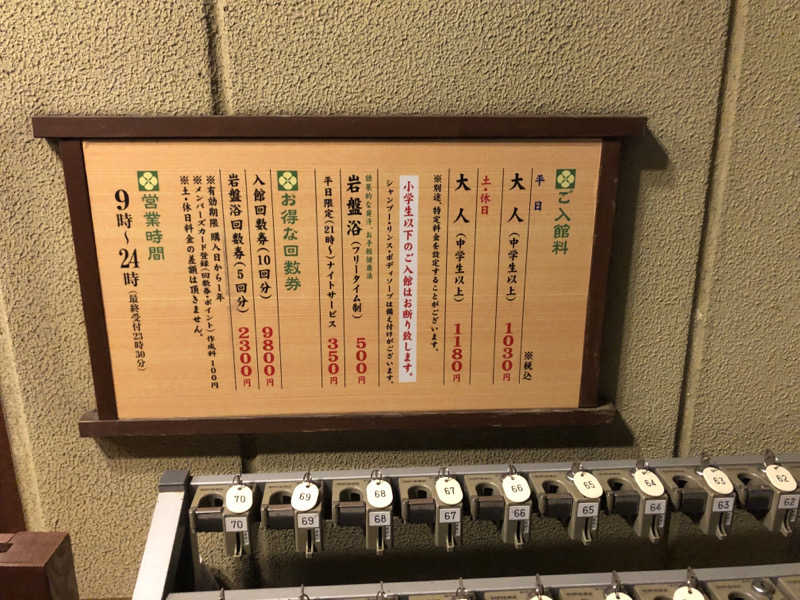 ご入館料
平日
大人(中学生以上) 1030円 ※税込
土・休日
大人(中学生以上) 1180円
※別途、特定料金を設定することがございます。
小学生以下のご入館はお断り致します。
シャンプー・リンス・ボディソープは備え付けがございます。
岩盤浴(フリータイム制) 500円
平日限定(21時〜)ナイトサービス 350円
お得な回数券
入館回数券(10回分) 9800円
岩盤浴回数券(5回分) 2300円
※有効期限 購入日から1年
※メンバーズカード登録(回数券・ポイント)作成料 100円
※土・休日料金の差額は頂きません。
営業時間
9時〜24時(最終受付23時30分)
70 69 68 67 66 65 64 63 62
70 69 68 67 66 65 64 63 62